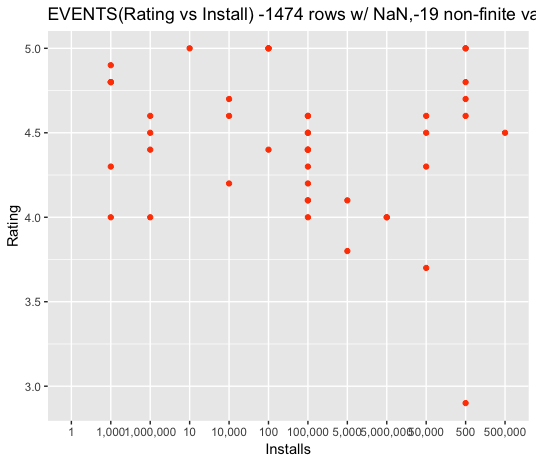 EVENTS(Rating vs Install) -1474 rows w/ NaN,-19 non-finite va
5.0
4.5
4.0
3.5
3.0
Rating
1 1,000 1,000,000 10 10,000 100 100,000 5,000 5,000,000 50,000 500 500,000
Installs